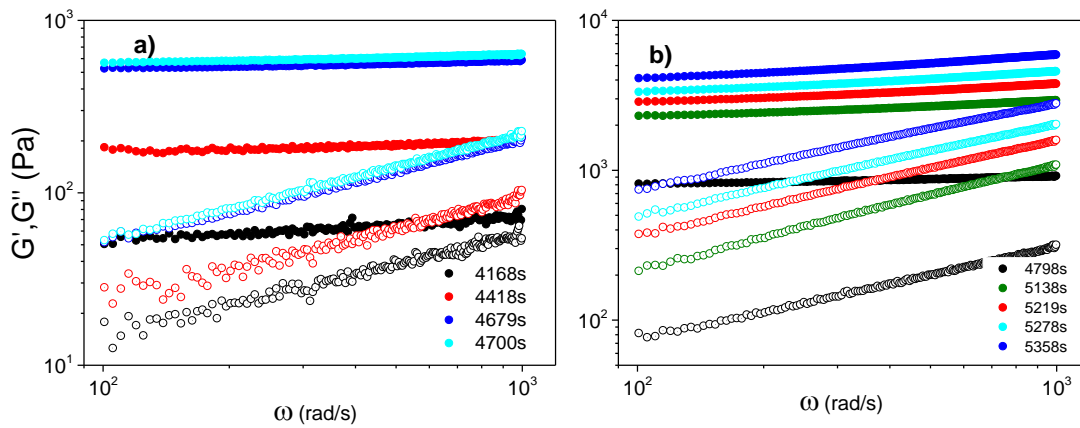 a)
G',G'' (Pa)
10³
10²
10¹
10²
10³
ω (rad/s)
4168s
4418s
4679s
4700s
b)
10⁴
10³
10²
10²
10³
ω (rad/s)
4798s
5138s
5219s
5278s
5358s